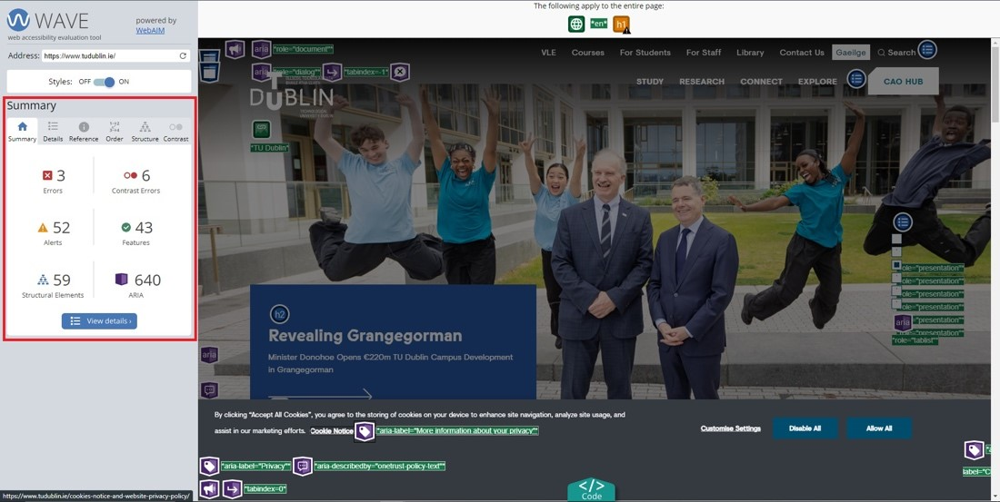 WAVE
powered by
WebAIM
web accessibility evaluation tool
Address: https://www.tudublin.ie/
Styles: OFF ON
Summary
Summary Details Reference Order Structure Contrast
3
Errors
6
Contrast Errors
52
Alerts
43
Features
59
Structural Elements
640
ARIA
View details ›
https://www.tudublin.ie/cookies-notice-and-website-privacy-policy/
The following apply to the entire page:
*en* h1
aria *role="document"*
VLE Courses For Students For Staff Library Contact Us Gaeilge Search
aria *role="dialog"* *tabindex=-1*
STUDY RESEARCH CONNECT EXPLORE CAO HUB
DUBLIN
*TU Dublin*
role="presentation"*
presentation"*
presentation"*
presentation"*
presentation"*
aria presentation"*
*role="tablist"*
h2
Revealing Grangegorman
Minister Donohoe Opens €220m TU Dublin Campus Development
in Grangegorman
aria
By clicking "Accept All Cookies", you agree to the storing of cookies on your device to enhance site navigation, analyze site usage, and
assist in our marketing efforts. Cookie Notice *aria-label="More information about your privacy"*
Customise Settings Disable All Allow All
*aria-label="Privacy"* *aria-describedby="onetrust-policy-text"*
*tabindex=0*
label="C
</> Code